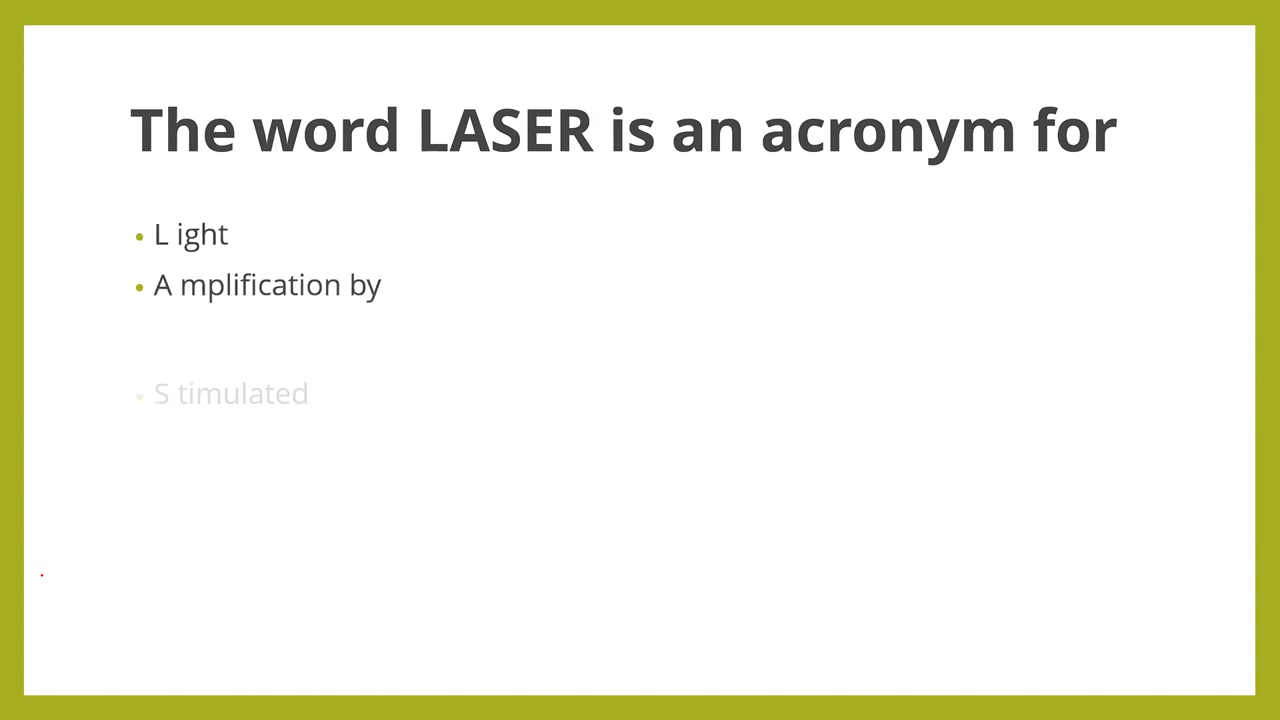 The word LASER is an acronym for
• L ight
• A mplification by
• S timulated